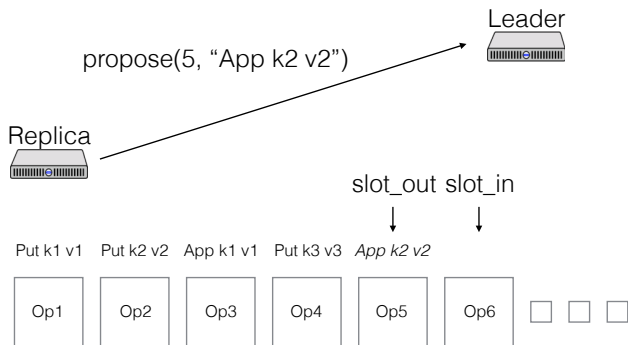 Leader
propose(5, “App k2 v2”)
Replica
slot_out slot_in
Put k1 v1 Put k2 v2 App k1 v1 Put k3 v3 App k2 v2
Op1 Op2 Op3 Op4 Op5 Op6